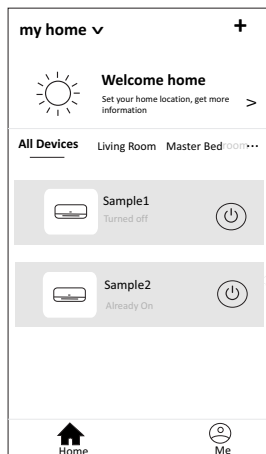 my home
Welcome home
Set your home location, get more
information
All Devices Living Room Master Bedroom
Sample1
Turned off
Sample2
Already On
Home Me